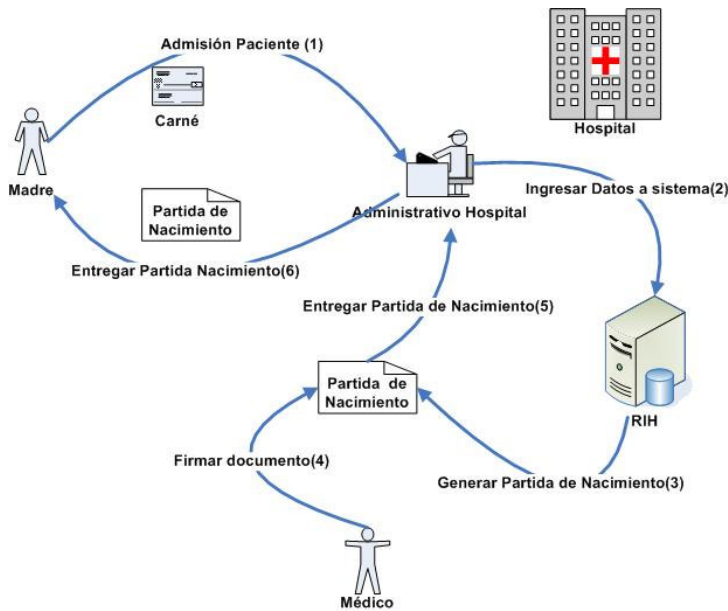 Admisión Paciente (1)
Carné
Hospital
Madre
Ingresar Datos a sistema(2)
Partida de
Nacimiento
Administrativo Hospital
Entregar Partida Nacimiento(6)
Entregar Partida de Nacimiento(5)
Partida de
Nacimiento
RIH
Firmar documento(4)
Generar Partida de Nacimiento(3)
Médico